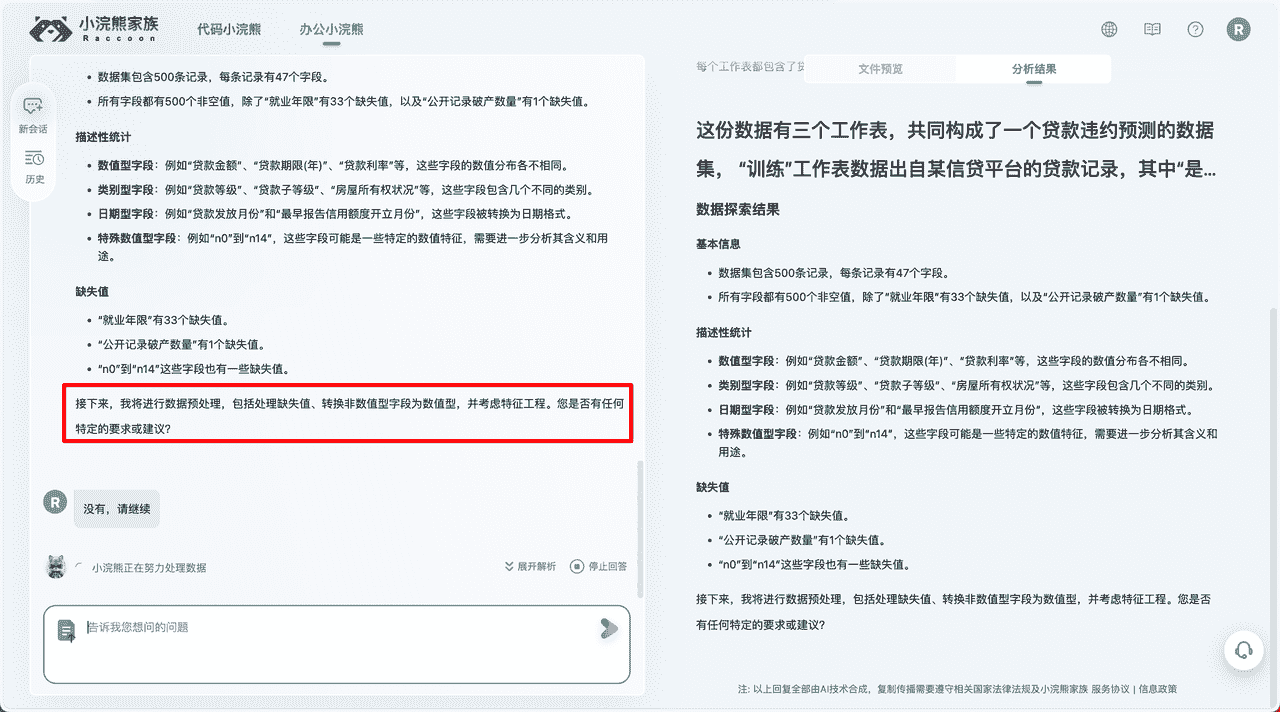 小浣熊家族
Raccoon
代码小浣熊
办公小浣熊
R
新会话
历史
• 数据集包含500条记录，每条记录有47个字段。
• 所有字段都有500个非空值，除了“就业年限”有33个缺失值，以及“公开记录破产数量”有1个缺失值。
描述性统计
• 数值型字段：例如“贷款金额”、“贷款期限(年)”、“贷款利率”等，这些字段的数值分布各不相同。
• 类别型字段：例如“贷款等级”、“贷款子等级”、“房屋所有权状况”等，这些字段包含几个不同的类别。
• 日期型字段：例如“贷款发放月份”和“最早报告信用额度开立月份”，这些字段被转换为日期格式。
• 特殊数值型字段：例如“n0”到“n14”，这些字段可能是一些特定的数值特征，需要进一步分析其含义和用
途。
缺失值
• “就业年限”有33个缺失值。
• “公开记录破产数量”有1个缺失值。
• “n0”到“n14”这些字段也有一些缺失值。
接下来，我将进行数据预处理，包括处理缺失值、转换非数值型字段为数值型，并考虑特征工程。您是否有任何
特定的要求或建议？
R
没有，请继续
小浣熊正在努力处理数据
展开解析
停止回答
告诉我您想问的问题
每个工作表都包含了贷
文件预览
分析结果
这份数据有三个工作表，共同构成了一个贷款违约预测的数据
集， “训练”工作表数据出自某信贷平台的贷款记录，其中“是...
数据探索结果
基本信息
• 数据集包含500条记录，每条记录有47个字段。
• 所有字段都有500个非空值，除了“就业年限”有33个缺失值，以及“公开记录破产数量”有1个缺失值。
描述性统计
• 数值型字段：例如“贷款金额”、“贷款期限(年)”、“贷款利率”等，这些字段的数值分布各不相同。
• 类别型字段：例如“贷款等级”、“贷款子等级”、“房屋所有权状况”等，这些字段包含几个不同的类别。
• 日期型字段：例如“贷款发放月份”和“最早报告信用额度开立月份”，这些字段被转换为日期格式。
• 特殊数值型字段：例如“n0”到“n14”，这些字段可能是一些特定的数值特征，需要进一步分析其含义和
用途。
缺失值
• “就业年限”有33个缺失值。
• “公开记录破产数量”有1个缺失值。
• “n0”到“n14”这些字段也有一些缺失值。
接下来，我将进行数据预处理，包括处理缺失值、转换非数值型字段为数值型，并考虑特征工程。您是否
有任何特定的要求或建议？
注: 以上回复全部由AI技术合成，复制传播需要遵守相关国家法律法规及小浣熊家族 服务协议 | 信息政策